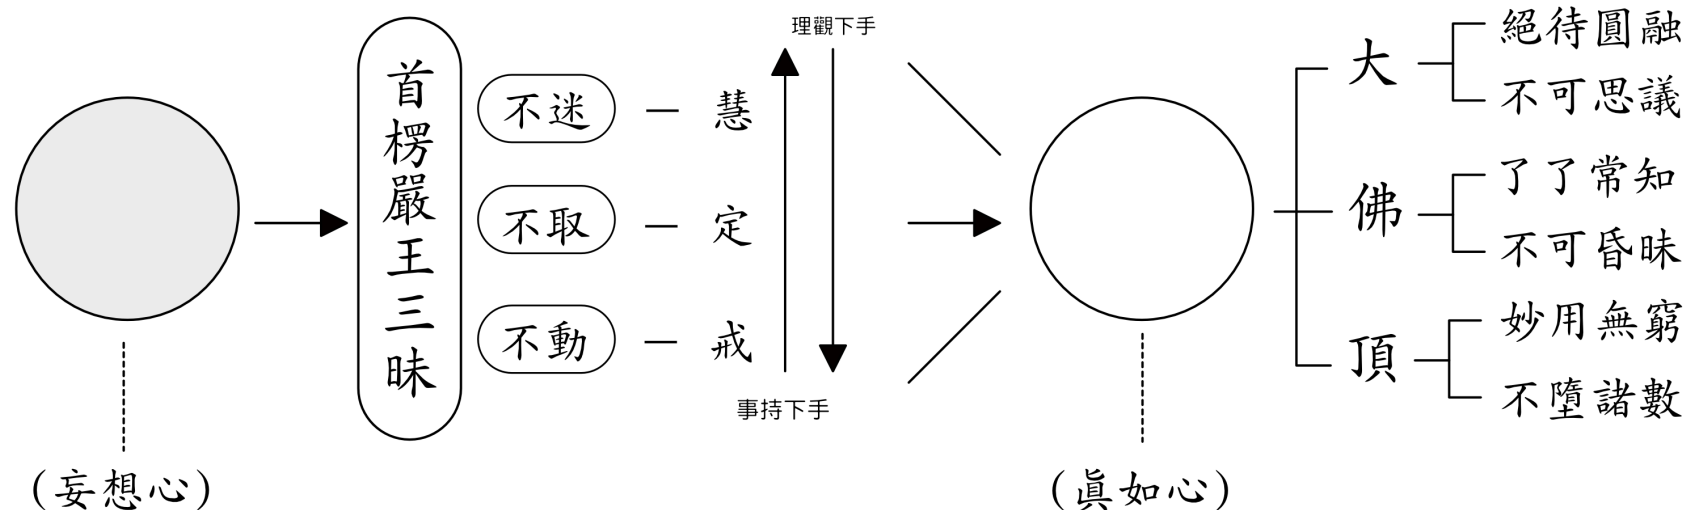 (妄想心)
首楞嚴王三昧
不迷 — 慧
不取 — 定
不動 — 戒
理觀下手
事持下手
(眞如心)
大
絕待圓融
不可思議
佛
了了常知
不可昏昧
頂
妙用無窮
不墮諸數